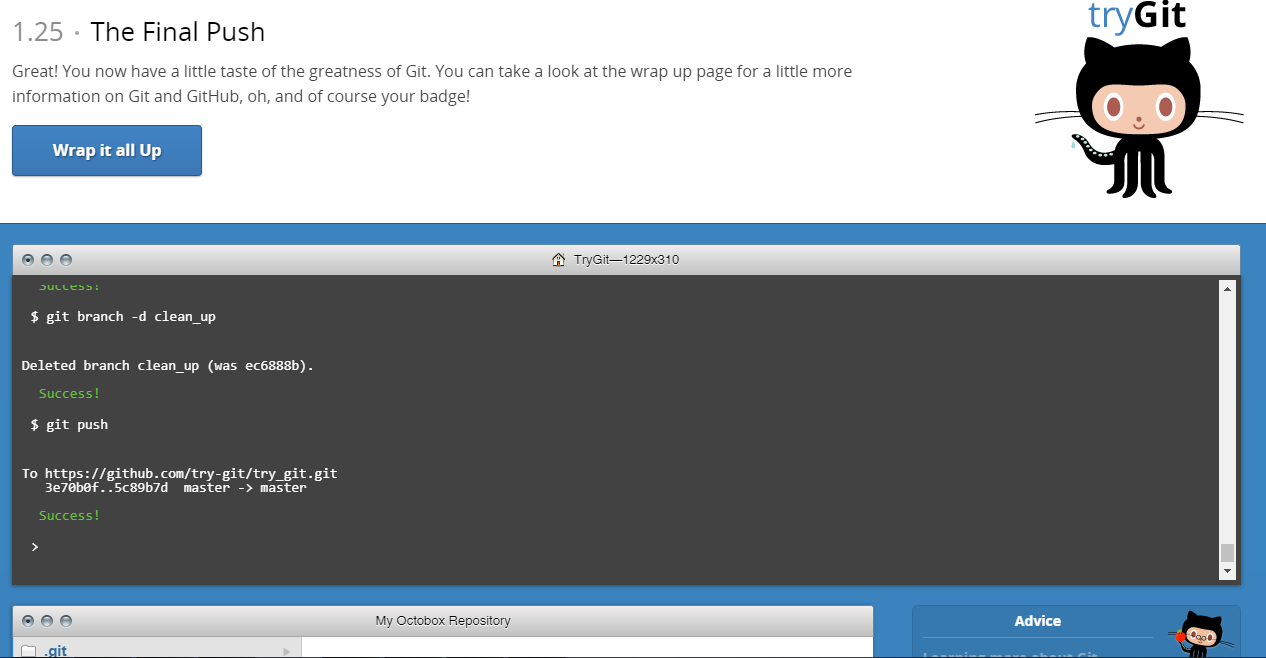 tryGit
1.25 · The Final Push
Great! You now have a little taste of the greatness of Git. You can take a look at the wrap up page for a little more
information on Git and GitHub, oh, and of course your badge!
Wrap it all Up
TryGit—1229x310
Success!
$ git branch -d clean_up
Deleted branch clean_up (was ec6888b).
Success!
$ git push
To https://github.com/try-git/try_git.git
3e70b0f..5c89b7d master -> master
Success!
>
My Octobox Repository
.git
Advice
Learning more about Git